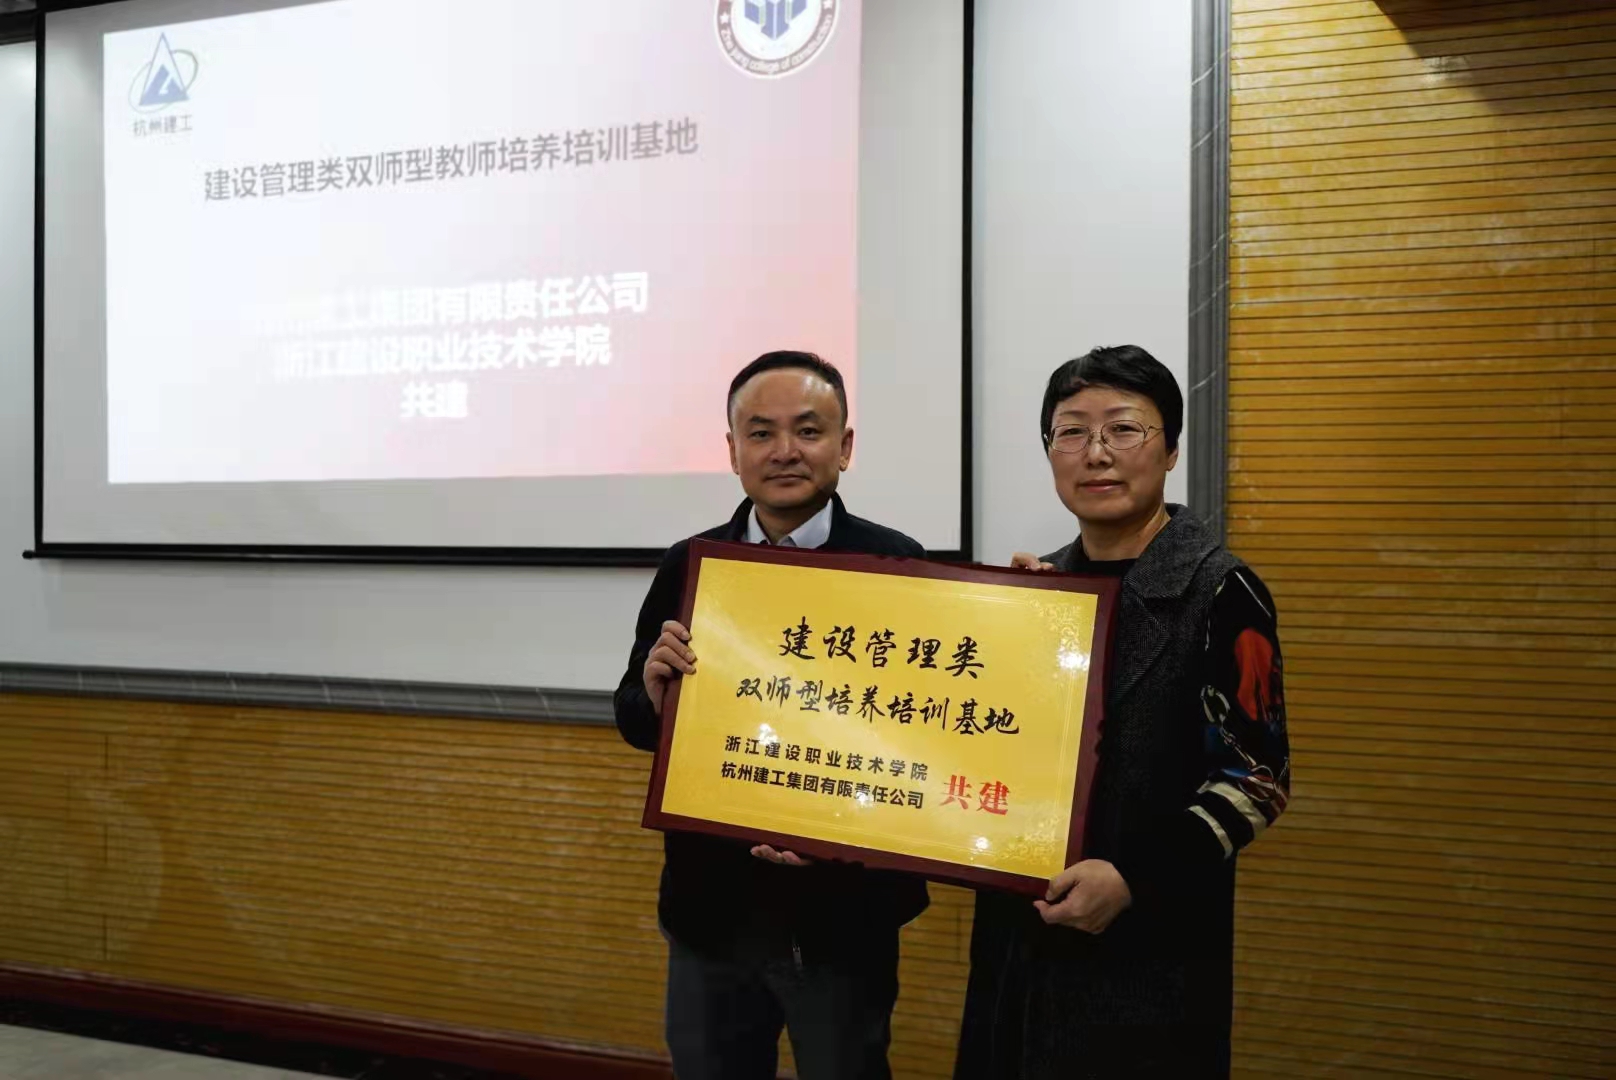 杭州建工
Zhejiang college of construction
建设管理类双师型教师培养培训基地
工集团有限责任公司
浙江建设职业技术学院
共建
建设管理类
双师型培养培训基地
浙江建设职业技术学院
杭州建工集团有限责任公司
共建